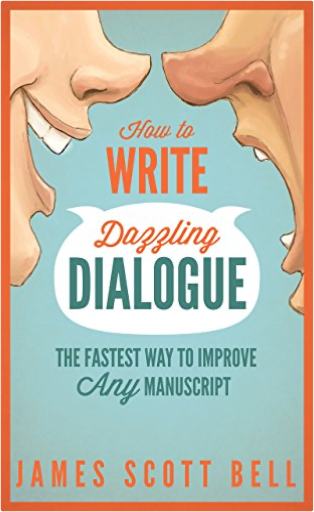 How to
WRITE
Dazzling
DIALOGUE
THE FASTEST WAY TO IMPROVE
Any MANUSCRIPT
JAMES SCOTT BELL